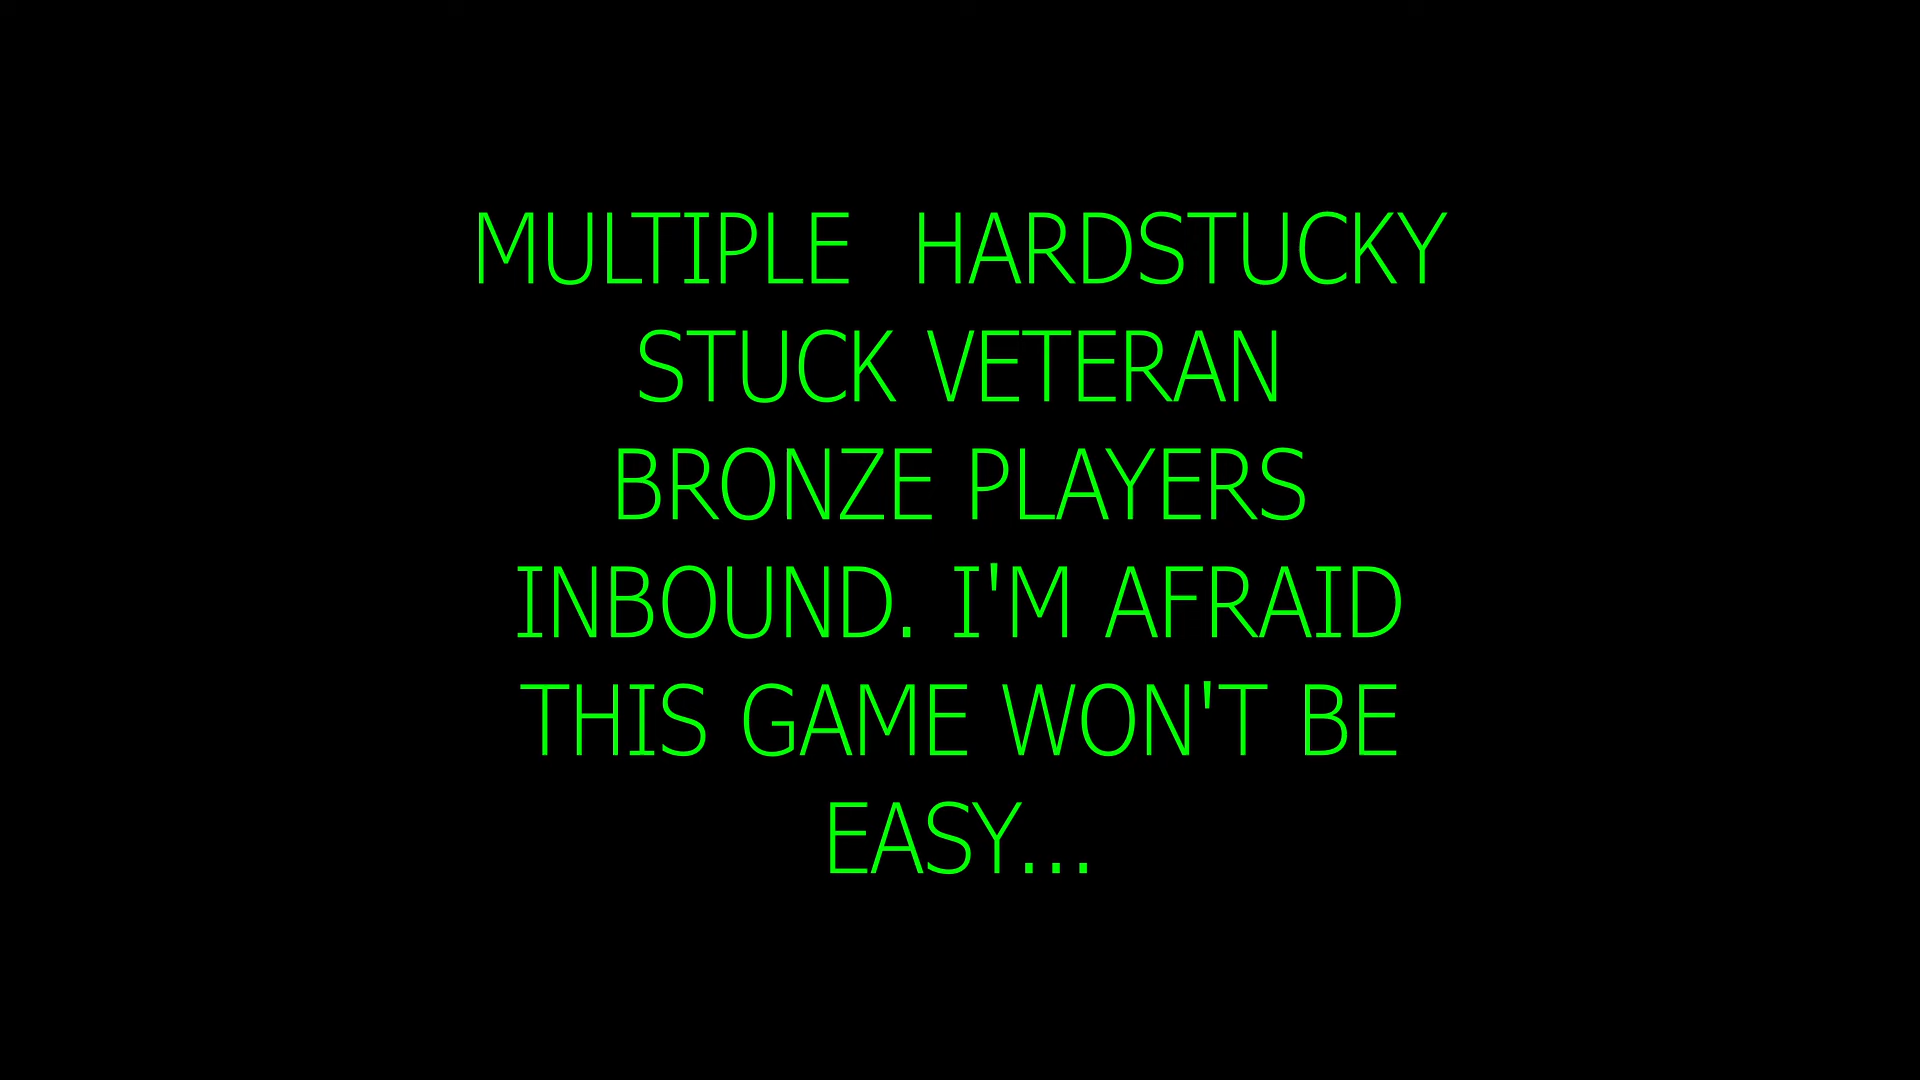 MULTIPLE  HARDSTUCKY
STUCK VETERAN
BRONZE PLAYERS
INBOUND. I'M AFRAID
THIS GAME WON'T BE
EASY...